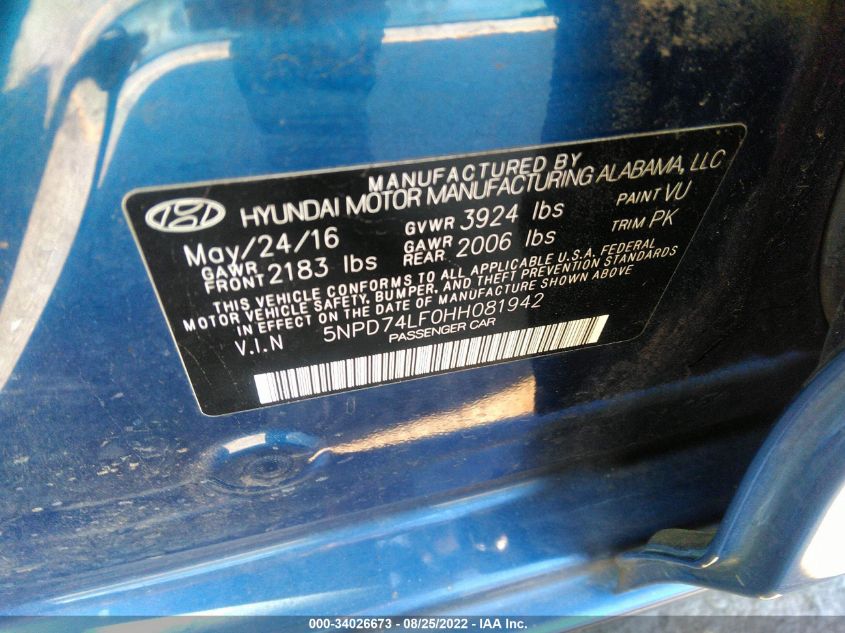 MANUFACTURED BY
HYUNDAI MOTOR MANUFACTURING ALABAMA, LLC
May/24/16 GVWR 3924 lbs PAINT VU
GAWR FRONT 2183 lbs GAWR REAR 2006 lbs TRIM PK
THIS VEHICLE CONFORMS TO ALL APPLICABLE U.S.A. FEDERAL
MOTOR VEHICLE SAFETY, BUMPER, AND THEFT PREVENTION STANDARDS
IN EFFECT ON THE DATE OF MANUFACTURE SHOWN ABOVE
V.I.N 5NPD74LF0HH081942
PASSENGER CAR
000-34026673 - 08/25/2022 - IAA Inc.